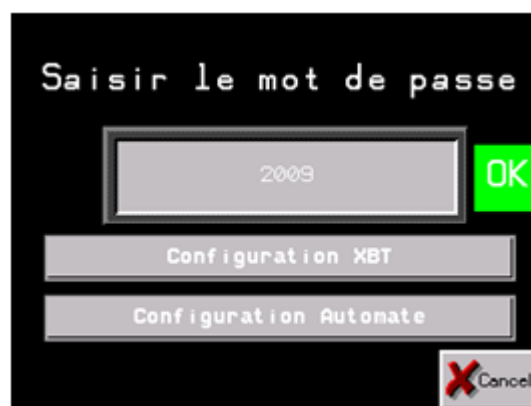 Saisir le mot de passe
2009
OK
Configuration XBT
Configuration Automate
Cancel